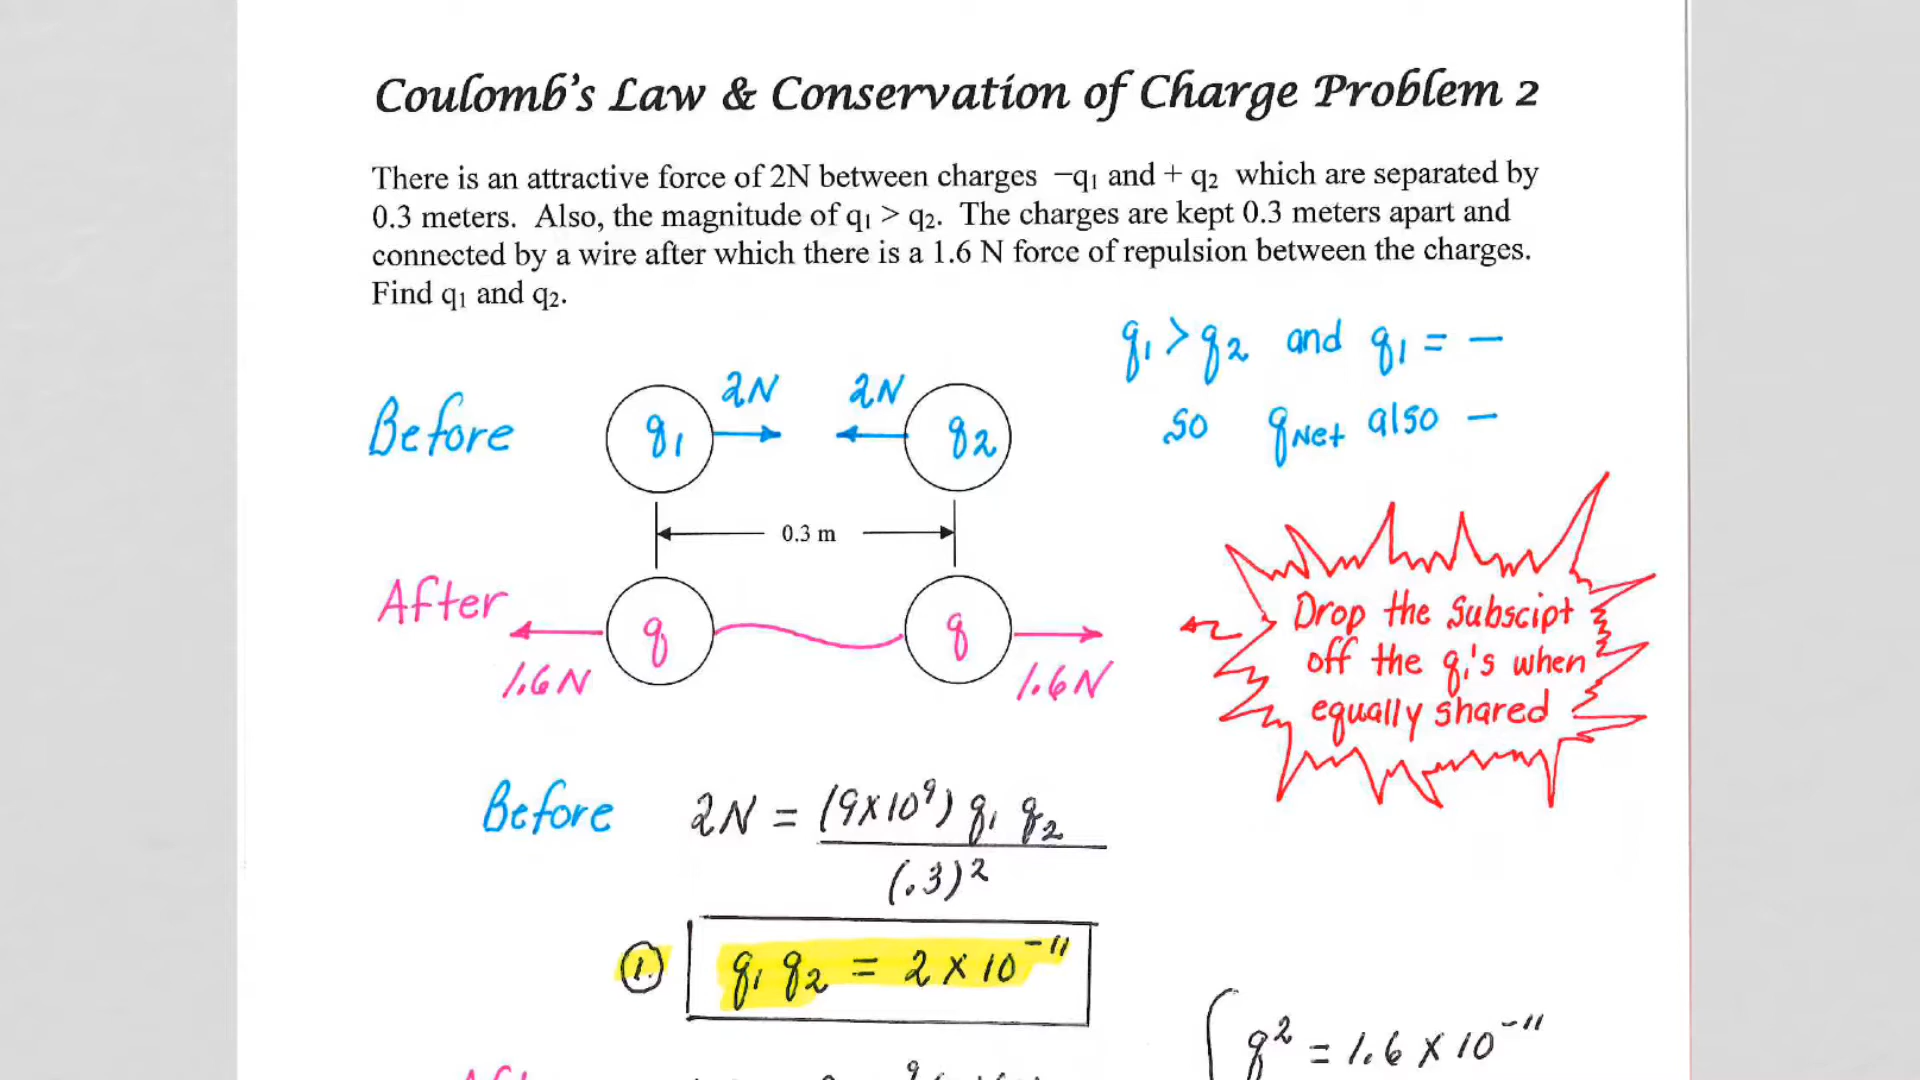 Coulomb's Law & Conservation of Charge Problem 2
There is an attractive force of 2N between charges −q₁ and + q₂ which are separated by
0.3 meters. Also, the magnitude of q₁ > q₂. The charges are kept 0.3 meters apart and
connected by a wire after which there is a 1.6 N force of repulsion between the charges.
Find q₁ and q₂.
q₁ > q₂ and q₁ = −
so qNet also −
Before q₁ 2N 2N q₂
0.3 m
After q q
1.6N 1.6N
Drop the Subscipt
off the q,'s when
equally shared
Before 2N = (9x10⁹) q₁ q₂
(.3)²
1. q₁ q₂ = 2 x 10⁻¹¹
q² = 1.6 x 10⁻¹¹